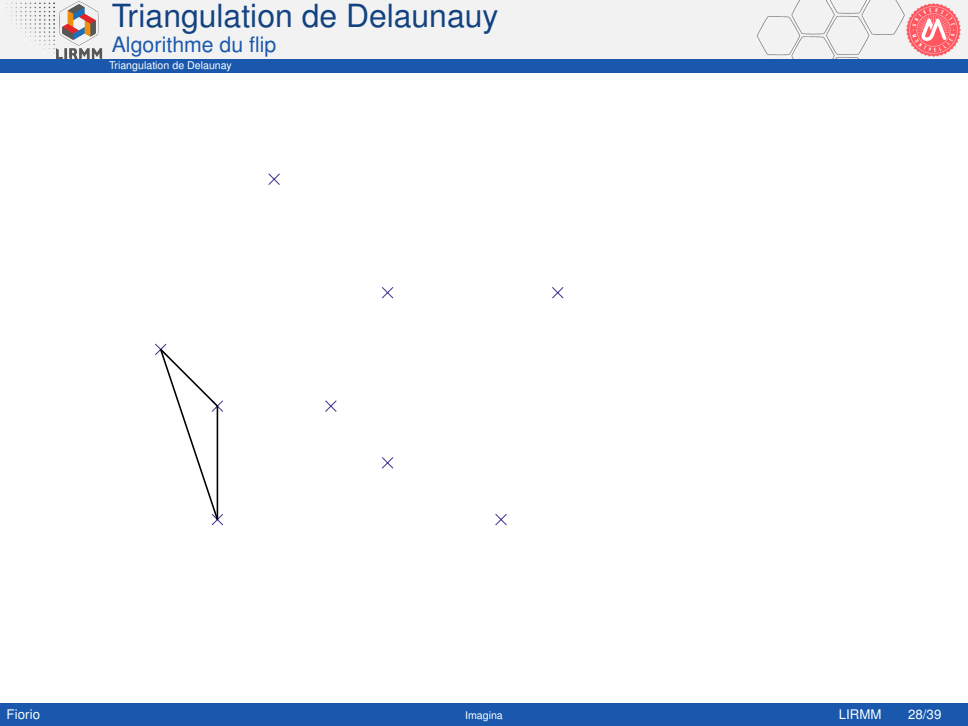 Triangulation de Delaunauy
Algorithme du flip
LIRMM
Triangulation de Delaunay
Fiorio
Imagina
LIRMM
28/39